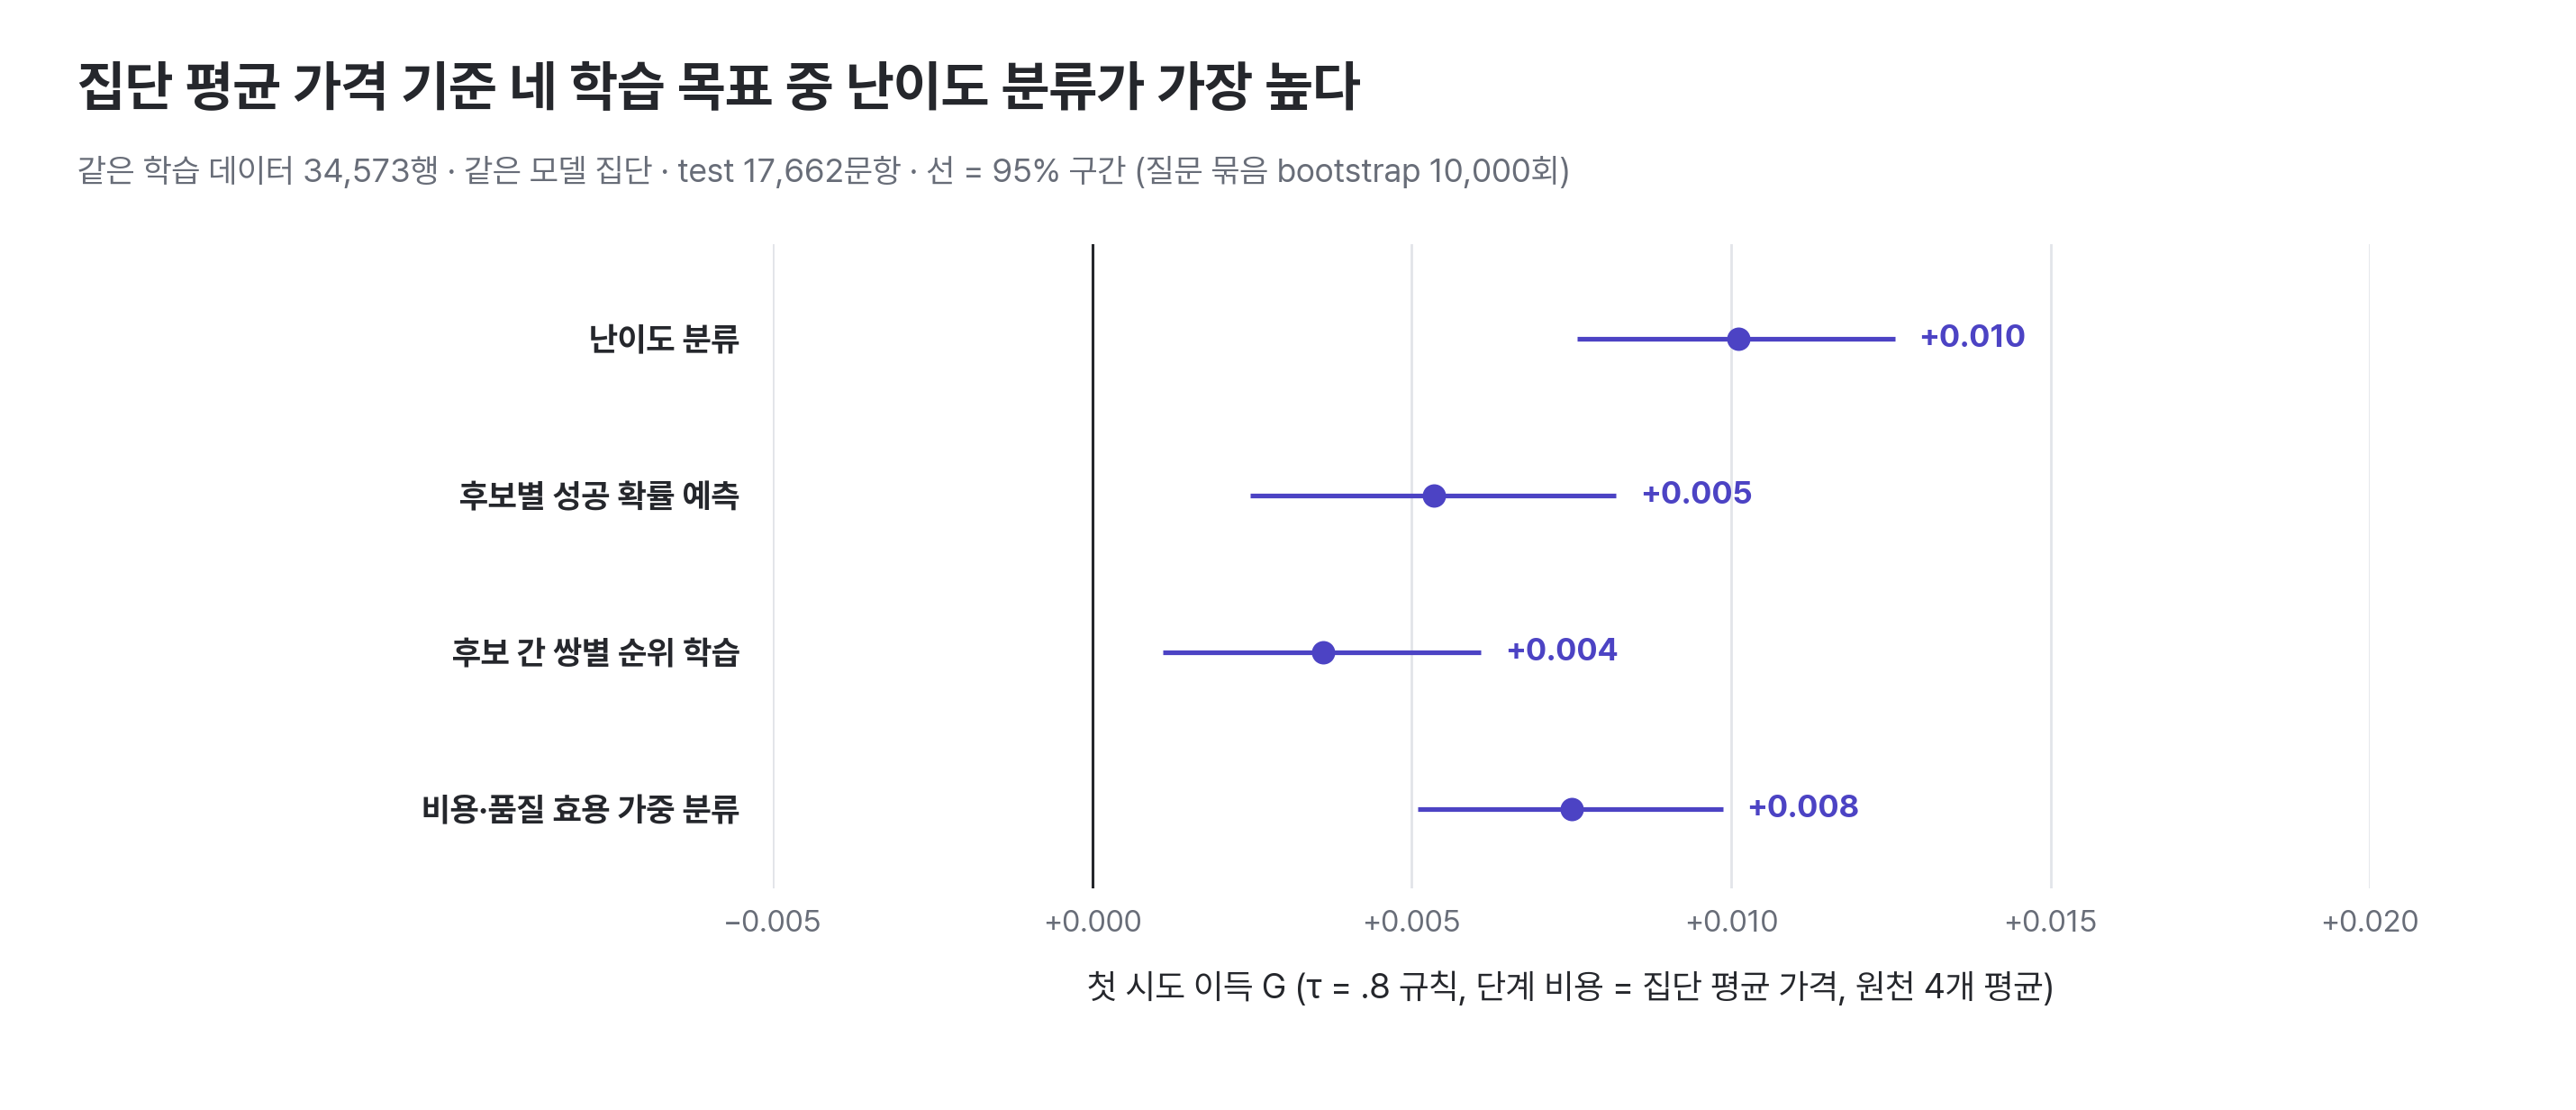 집단 평균 가격 기준 네 학습 목표 중 난이도 분류가 가장 높다
같은 학습 데이터 34,573행 · 같은 모델 집단 · test 17,662문항 · 선 = 95% 구간 (질문 묶음 bootstrap 10,000회)
난이도 분류
+0.010
후보별 성공 확률 예측
+0.005
후보 간 쌍별 순위 학습
+0.004
비용·품질 효용 가중 분류
+0.008
−0.005 +0.000 +0.005 +0.010 +0.015 +0.020
첫 시도 이득 G (τ = .8 규칙, 단계 비용 = 집단 평균 가격, 원천 4개 평균)